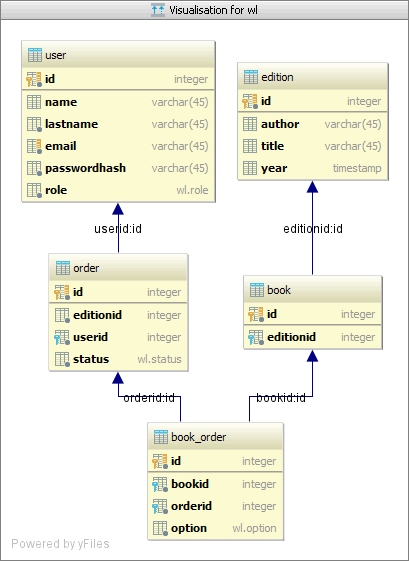 Visualisation for wl
user
id integer
name varchar(45)
lastname varchar(45)
email varchar(45)
passwordhash varchar(45)
role wl.role
edition
id integer
author varchar(45)
title varchar(45)
year timestamp
userid:id
editionid:id
order
id integer
editionid integer
userid integer
status wl.status
book
id integer
editionid integer
orderid:id
bookid:id
book_order
id integer
bookid integer
orderid integer
option wl.option
Powered by yFiles